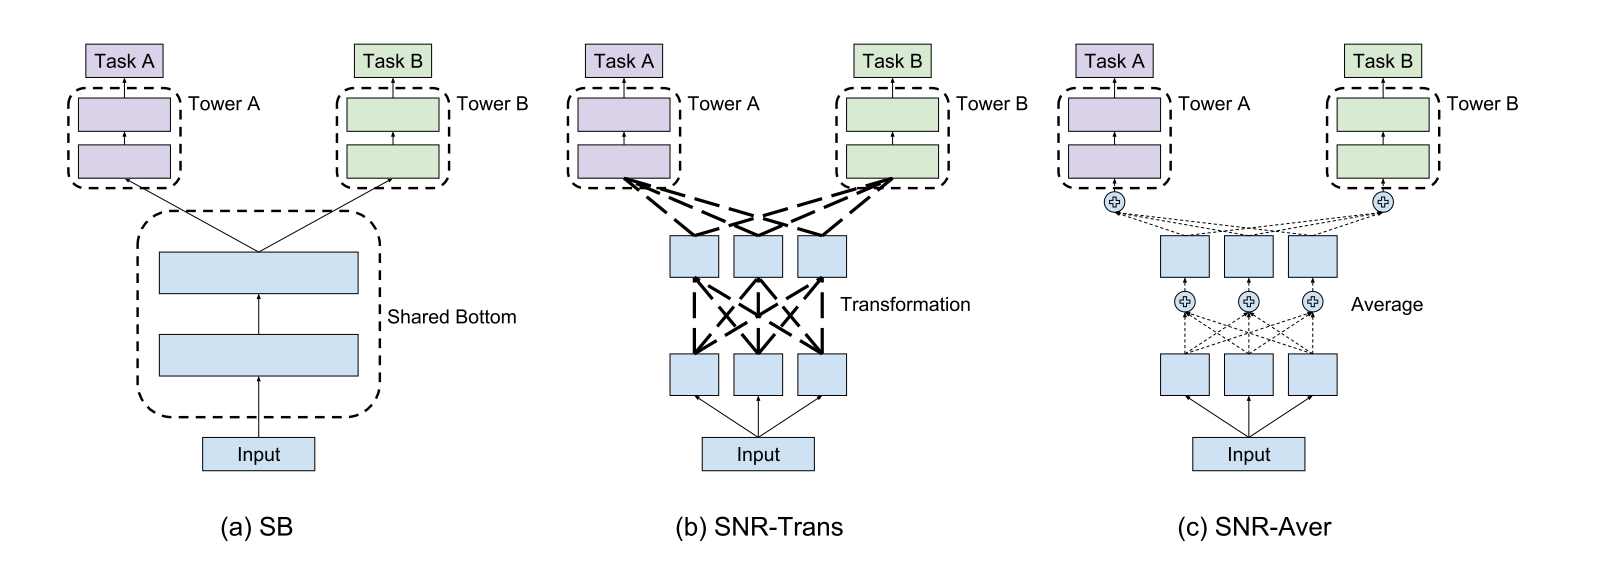 Task A
Task B
Tower A
Tower B
Shared Bottom
Input
(a) SB
Task A
Task B
Tower A
Tower B
Transformation
Input
(b) SNR-Trans
Task A
Task B
Tower A
Tower B
Average
Input
(c) SNR-Aver